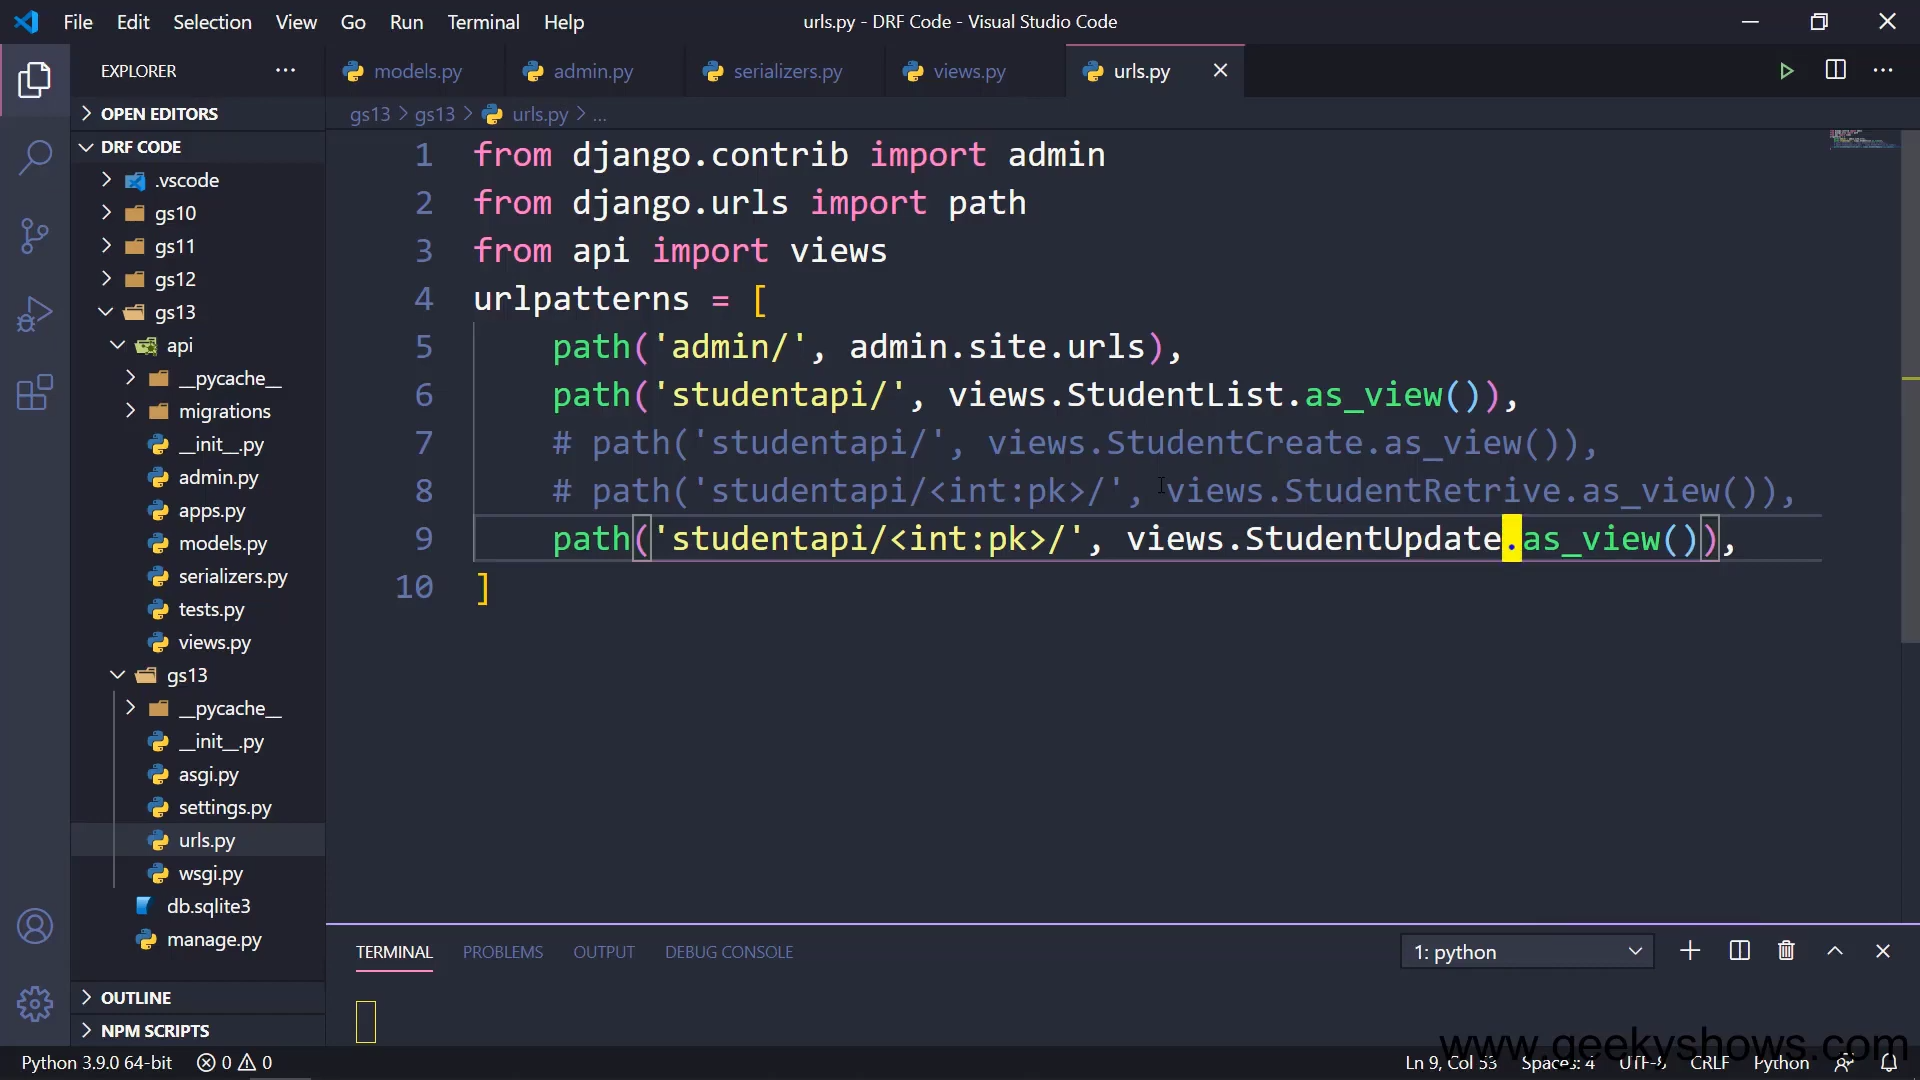 File Edit Selection View Go Run Terminal Help
urls.py - DRF Code - Visual Studio Code
EXPLORER
models.py
admin.py
serializers.py
views.py
urls.py
gs13 > gs13 > urls.py > ...
OPEN EDITORS
DRF CODE
.vscode
gs10
gs11
gs12
gs13
api
__pycache__
migrations
__init__.py
admin.py
apps.py
models.py
serializers.py
tests.py
views.py
gs13
__pycache__
__init__.py
asgi.py
settings.py
urls.py
wsgi.py
db.sqlite3
manage.py
OUTLINE
NPM SCRIPTS
1 from django.contrib import admin
2 from django.urls import path
3 from api import views
4 urlpatterns = [
5 path('admin/', admin.site.urls),
6 path('studentapi/', views.StudentList.as_view()),
7 # path('studentapi/', views.StudentCreate.as_view()),
8 # path('studentapi/<int:pk>/', views.StudentRetrive.as_view()),
9 path('studentapi/<int:pk>/', views.StudentUpdate.as_view()),
10 ]
TERMINAL PROBLEMS OUTPUT DEBUG CONSOLE
1: python
www.geekyshows.com
Python 3.9.0 64-bit 0 0
Ln 9, Col 53 Spaces: 4 UTF-8 CRLF Python